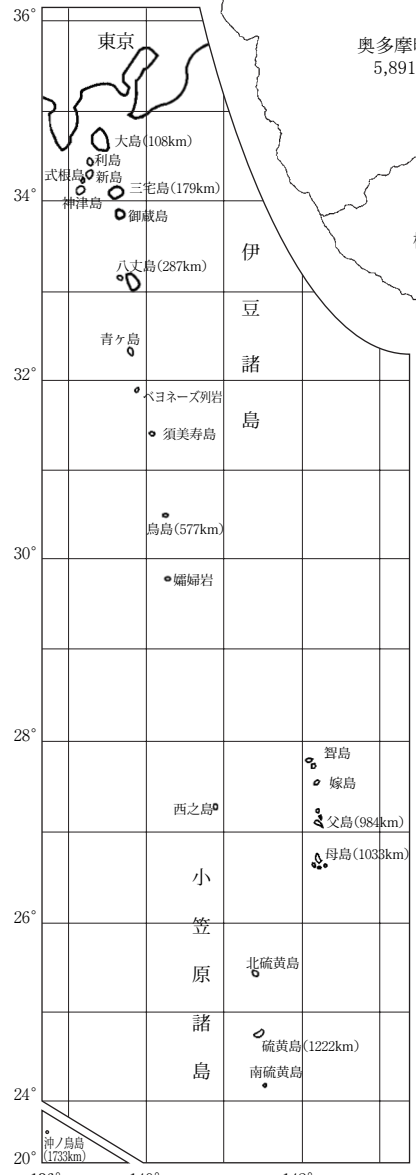 36°
東京
奥多摩町
5,891
大島(108km)
利島
式根島
新島
34°
三宅島(179km)
神津島
御蔵島
伊豆諸島
八丈島(287km)
青ヶ島
32°
ベヨネーズ列岩
須美寿島
鳥島(577km)
30°
孀婦岩
28°
聟島
嫁島
西之島
父島(984km)
母島(1033km)
小笠原諸島
26°
北硫黄島
硫黄島(1222km)
南硫黄島
24°
沖ノ鳥島
(1733km)
20°
136°
140°
142°